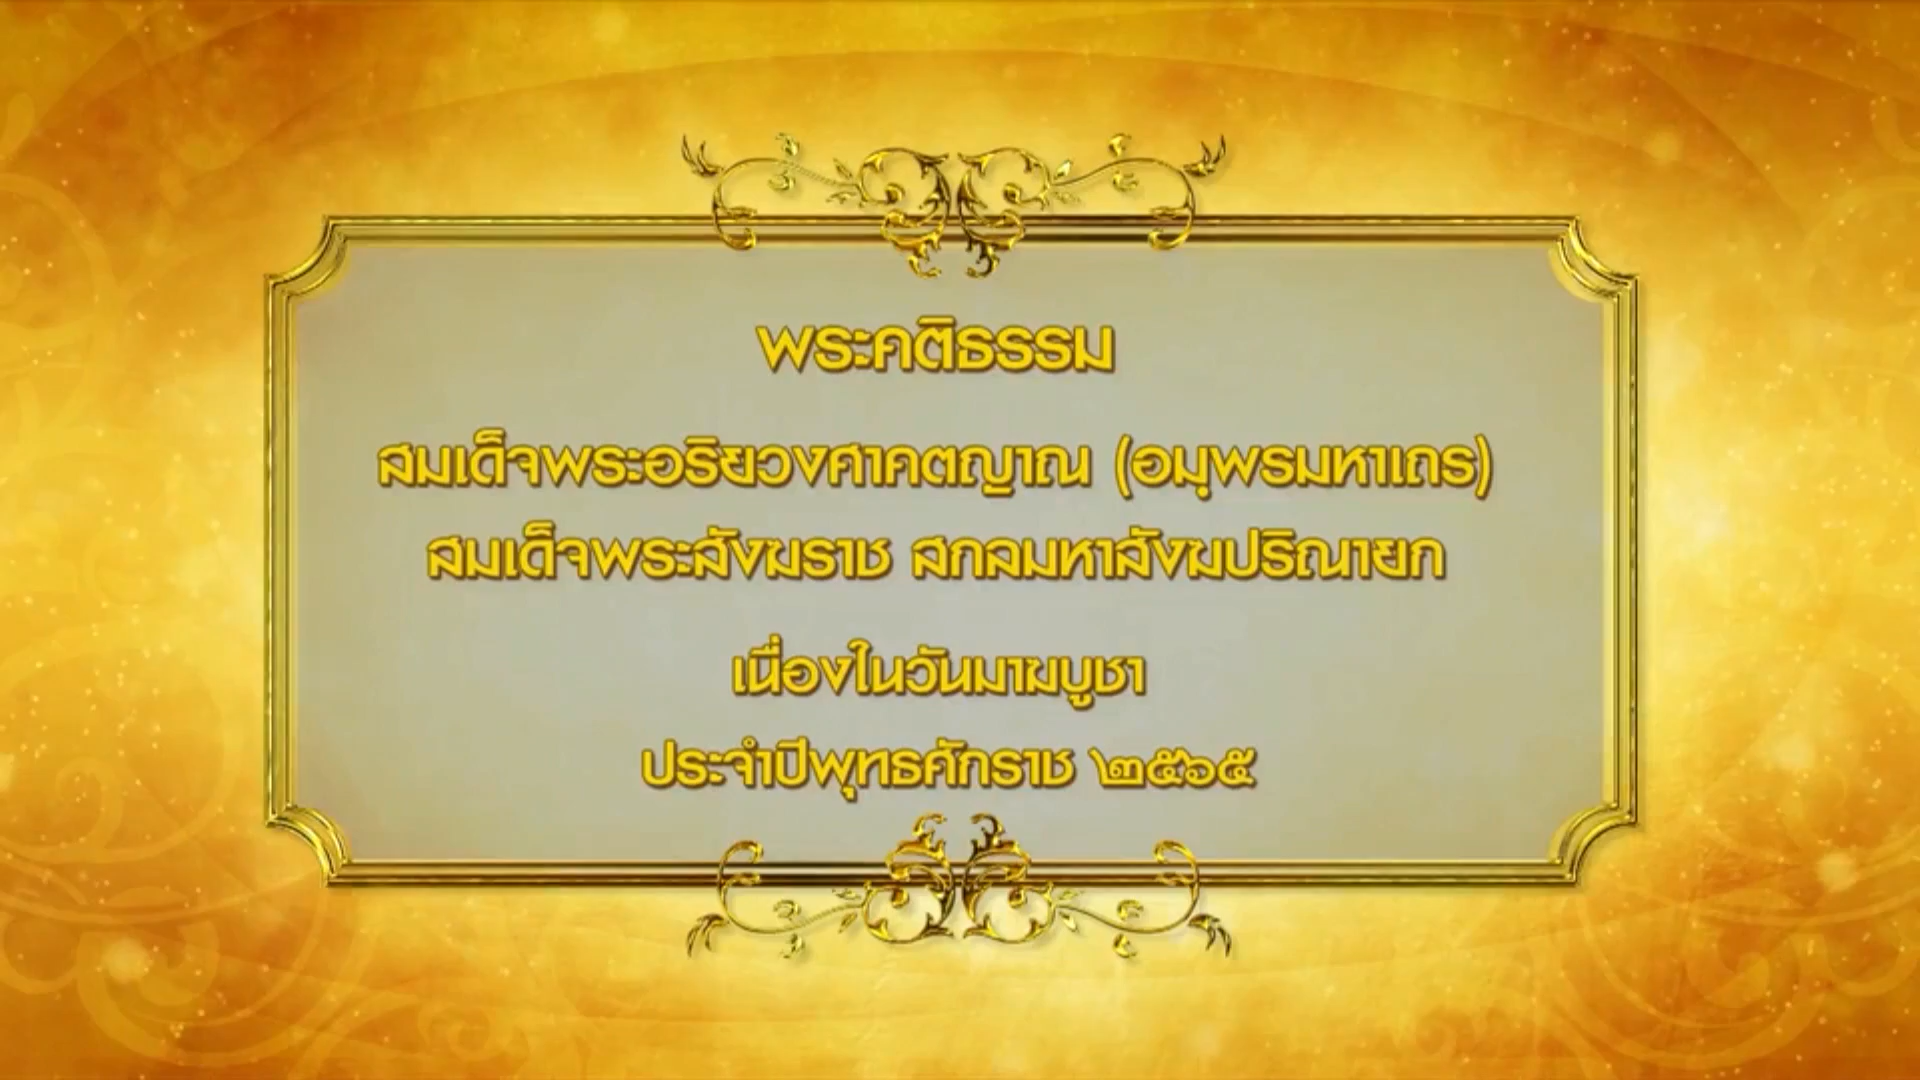 พระคติธรรม
สมเด็จพระอริยวงศาคตญาณ (อมฺพรมหาเถร)
สมเด็จพระสังฆราช สกลมหาสังฆปริณายก
เนื่องในวันมาฆบูชา
ประจำปีพุทธศักราช ๒๕๖๕